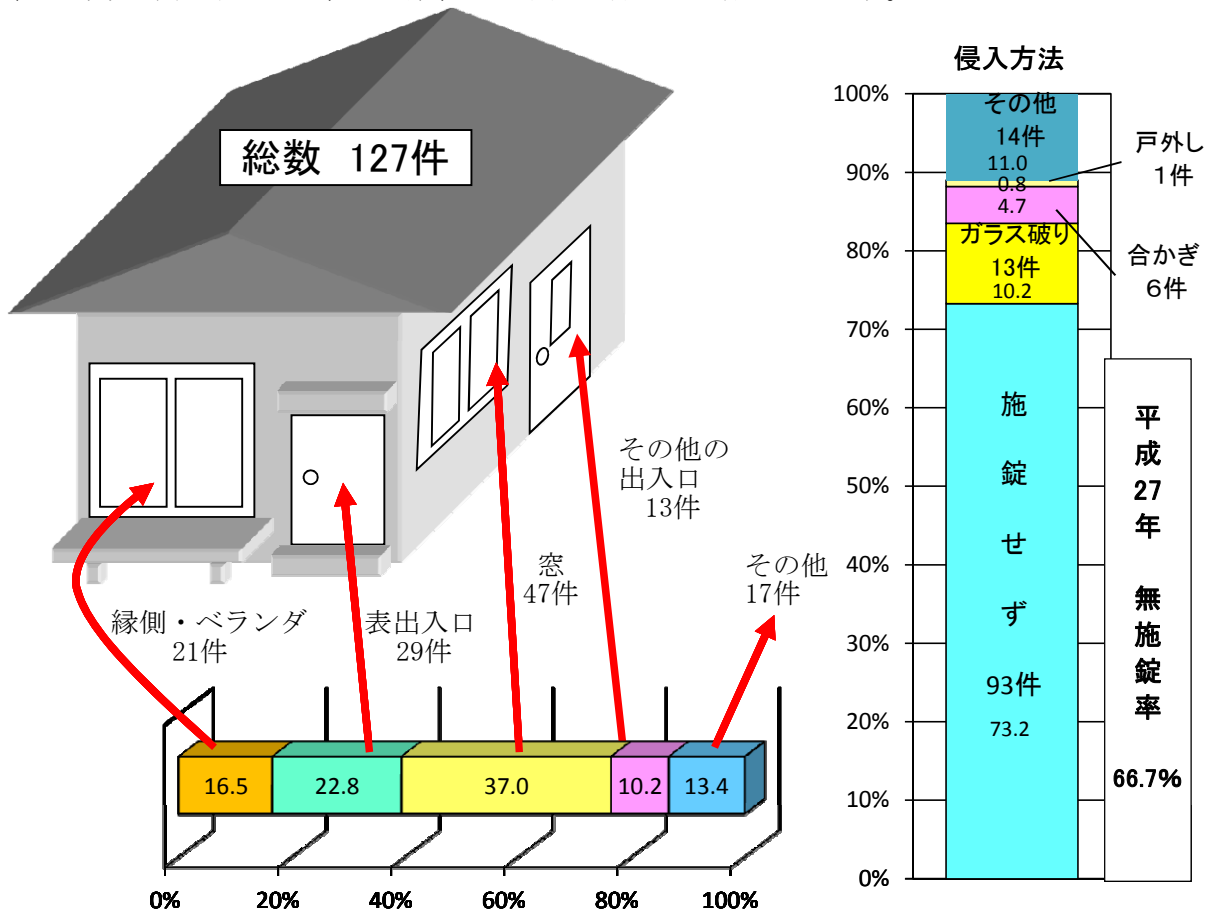 総数 127件
縁側・ベランダ
21件
表出入口
29件
窓
47件
その他の
出入口
13件
その他
17件
16.5
22.8
37.0
10.2
13.4
0%
20%
40%
60%
80%
100%
侵入方法
100%
90%
80%
70%
60%
50%
40%
30%
20%
10%
0%
その他
14件
11.0
0.8
4.7
ガラス破り
13件
10.2
施錠せず
93件
73.2
戸外し
1件
合かぎ
6件
平成27年 無施錠率
66.7%